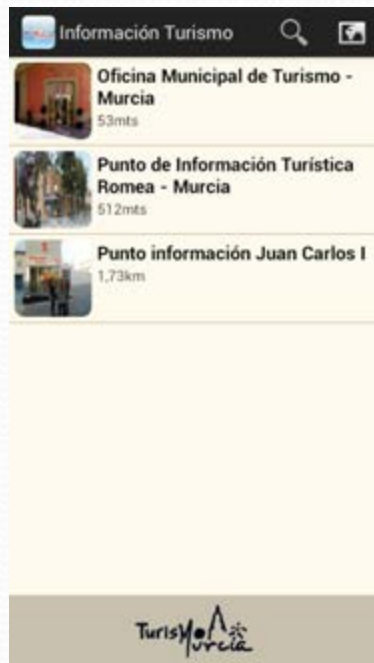 Información Turismo
Oficina Municipal de Turismo -
Murcia
53mts
Punto de Información Turística
Romea - Murcia
512mts
Punto información Juan Carlos I
1,73km
Turismo
Murcia